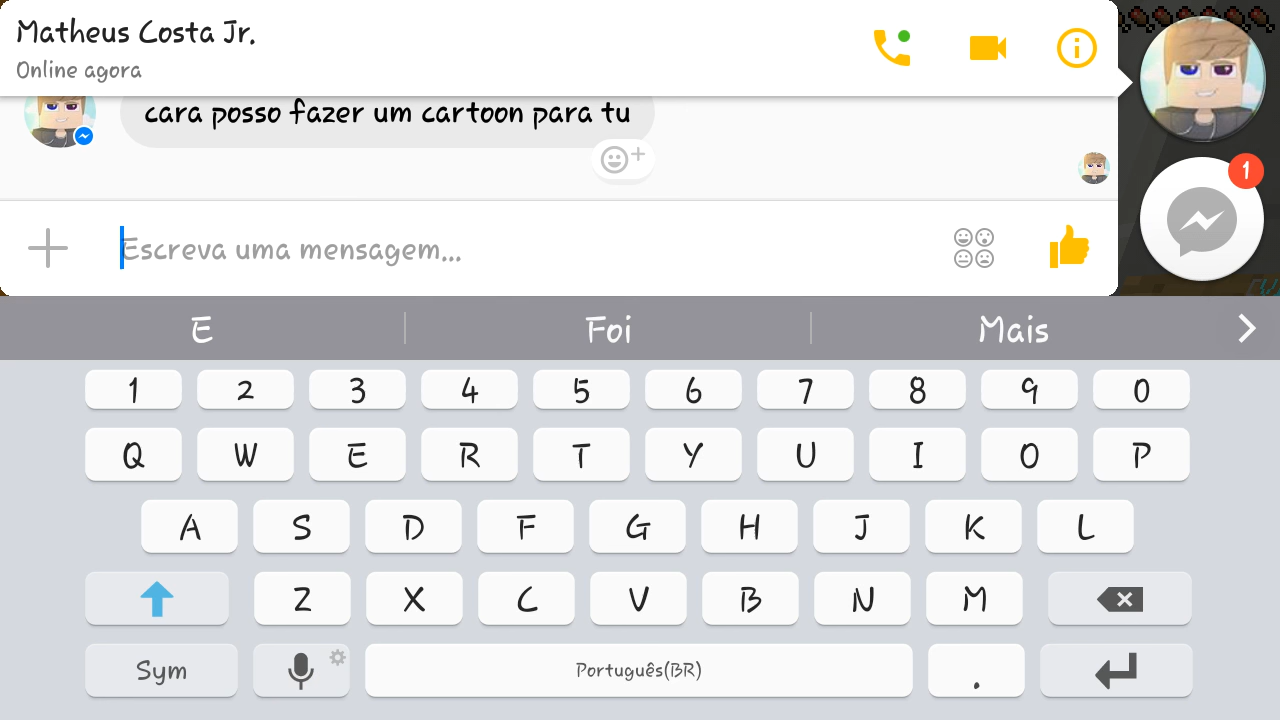 Matheus Costa Jr.
Online agora
cara posso fazer um cartoon para tu
1
Escreva uma mensagem...
E Foi Mais
1 2 3 4 5 6 7 8 9 0
Q W E R T Y U I O P
A S D F G H J K L
Z X C V B N M
Sym Português(BR) .